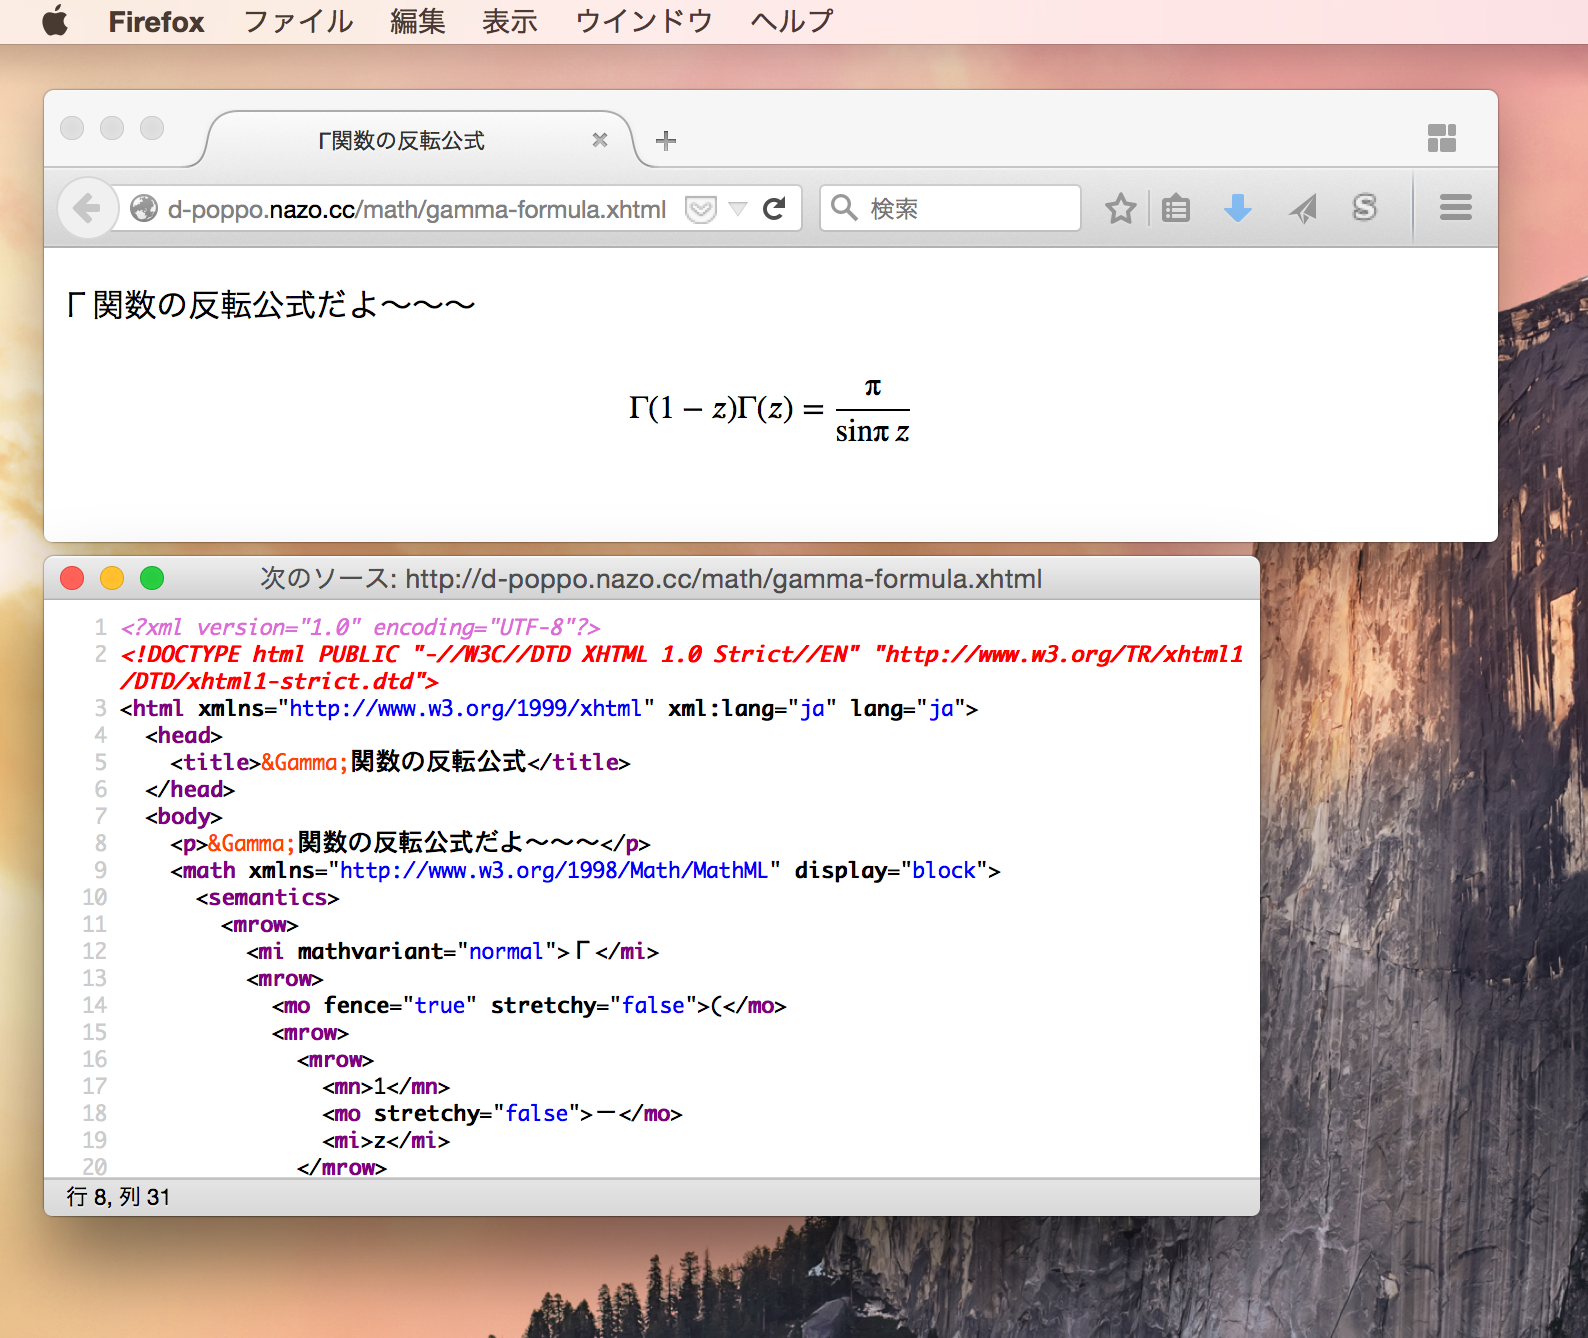 Firefox ファイル 編集 表示 ウインドウ ヘルプ
Γ関数の反転公式
d-poppo.nazo.cc/math/gamma-formula.xhtml 検索
Γ関数の反転公式だよ〜〜〜
Γ(1 − z)Γ(z) = π / sinπ z
次のソース: http://d-poppo.nazo.cc/math/gamma-formula.xhtml
1 <?xml version="1.0" encoding="UTF-8"?>
2 <!DOCTYPE html PUBLIC "-//W3C//DTD XHTML 1.0 Strict//EN" "http://www.w3.org/TR/xhtml1
/DTD/xhtml1-strict.dtd">
3 <html xmlns="http://www.w3.org/1999/xhtml" xml:lang="ja" lang="ja">
4 <head>
5 <title>&Gamma;関数の反転公式</title>
6 </head>
7 <body>
8 <p>&Gamma;関数の反転公式だよ〜〜〜</p>
9 <math xmlns="http://www.w3.org/1998/Math/MathML" display="block">
10 <semantics>
11 <mrow>
12 <mi mathvariant="normal">Γ</mi>
13 <mrow>
14 <mo fence="true" stretchy="false">(</mo>
15 <mrow>
16 <mrow>
17 <mn>1</mn>
18 <mo stretchy="false">−</mo>
19 <mi>z</mi>
20 </mrow>
行 8, 列 31